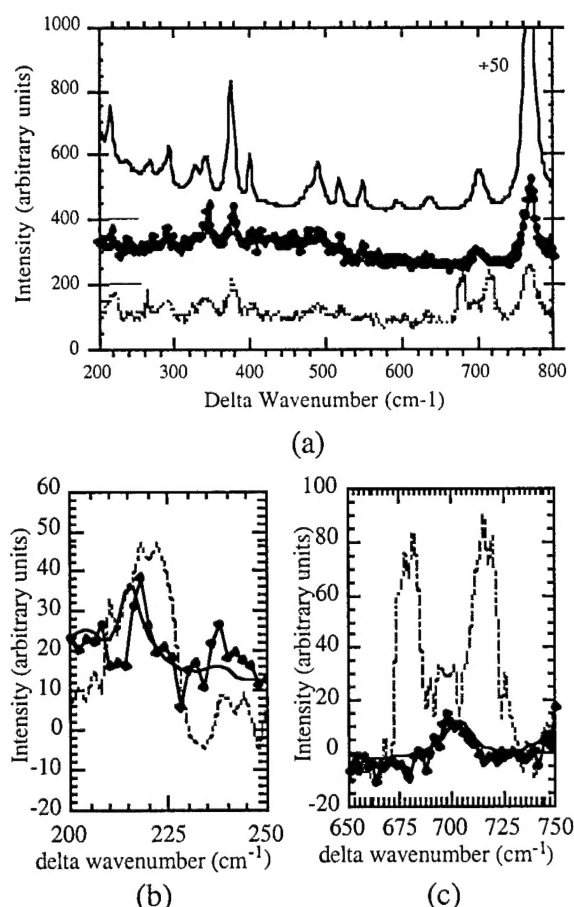 1000
800
600
400
200
0
+50
Intensity (arbitrary units)
200 300 400 500 600 700 800
Delta Wavenumber (cm-1)
(a)
60
50
40
30
20
10
0
-10
-20
Intensity (arbitrary units)
200 225 250
delta wavenumber (cm⁻¹)
(b)
100
80
60
40
20
0
-20
Intensity (arbitrary units)
650 675 700 725 750
delta wavenumber (cm⁻¹)
(c)